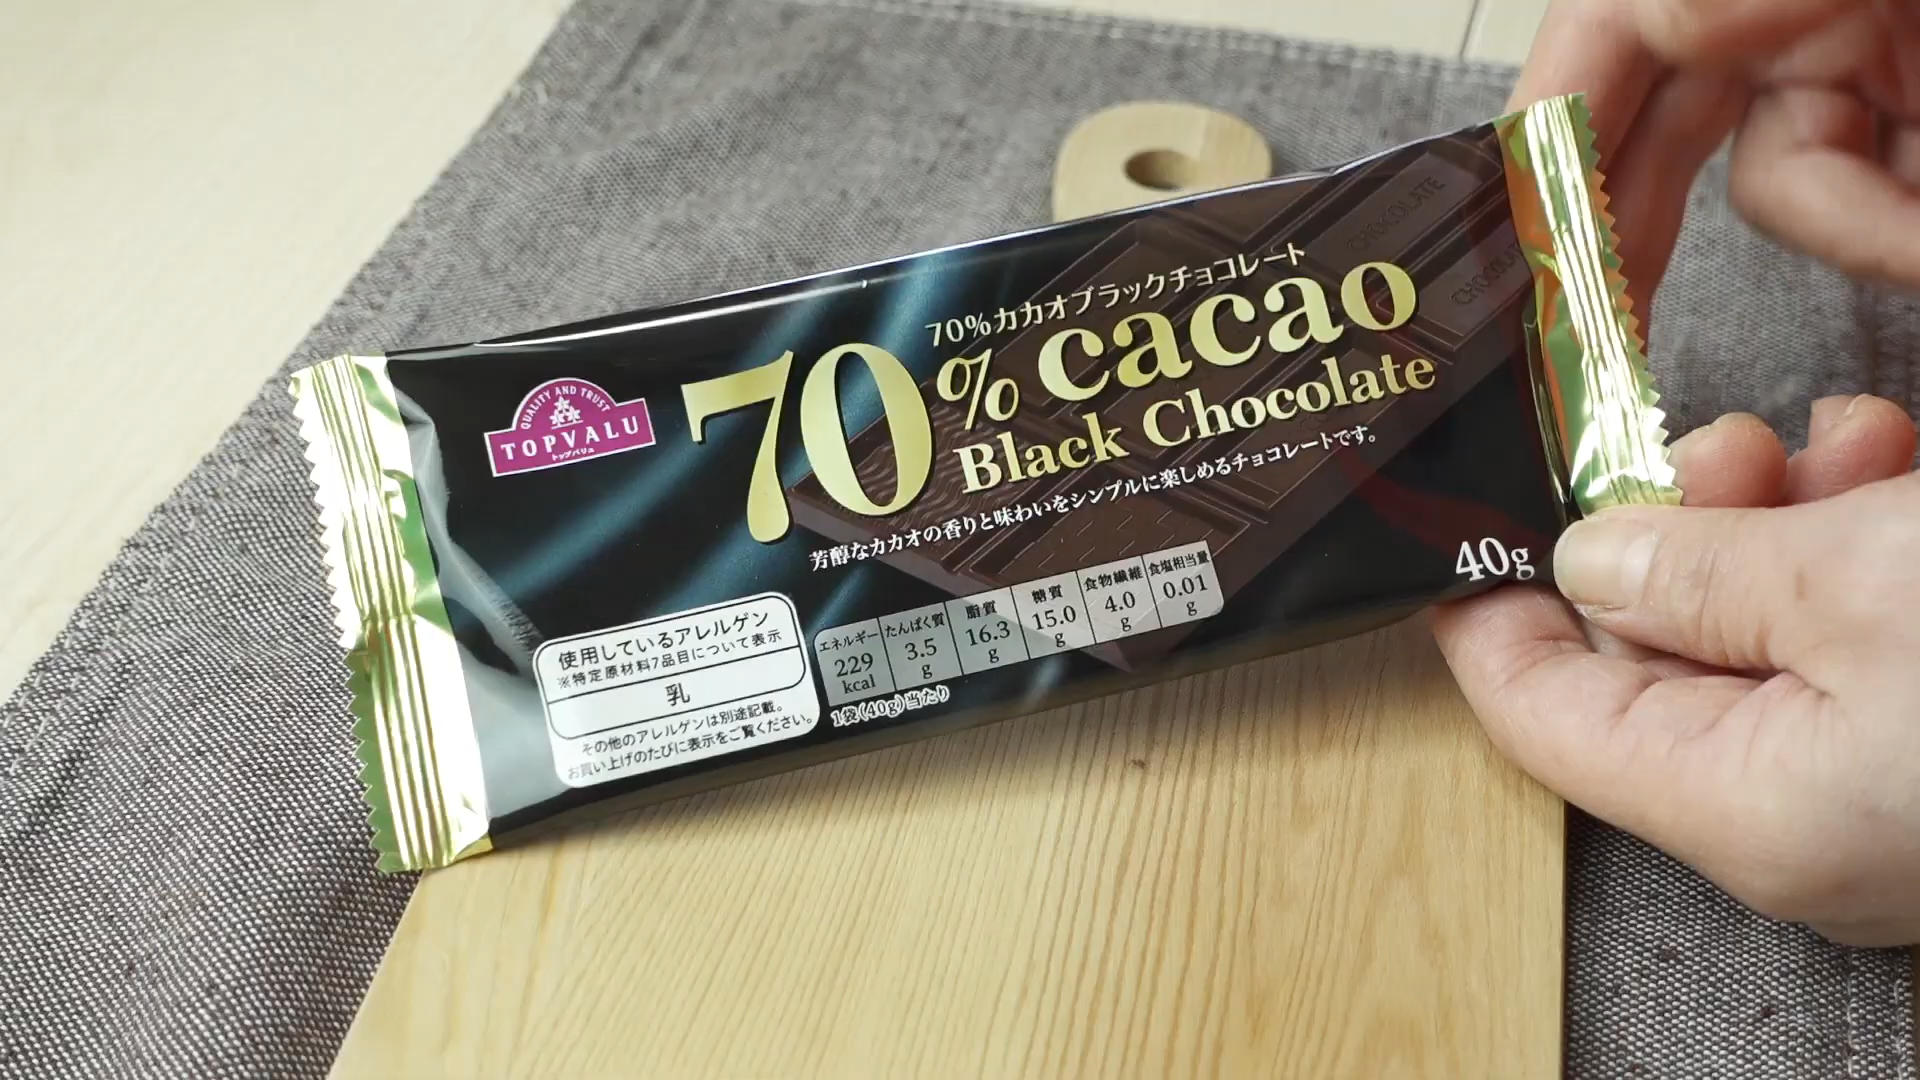 QUALITY AND TRUST
TOPVALU
トップバリュ
70%カカオブラックチョコレート
70% cacao
Black Chocolate
芳醇なカカオの香りと味わいをシンプルに楽しめるチョコレートです。
CHOCOLATE
CHOCOLAT
40g
使用しているアレルゲン
※特定原材料7品目について表示
乳
その他のアレルゲンは別途記載。
お買い上げのたびに表示をご覧ください。
エネルギー たんぱく質 脂質 糖質 食物繊維 食塩相当量
229 kcal 3.5 g 16.3 g 15.0 g 4.0 g 0.01 g
1袋(40g)当たり